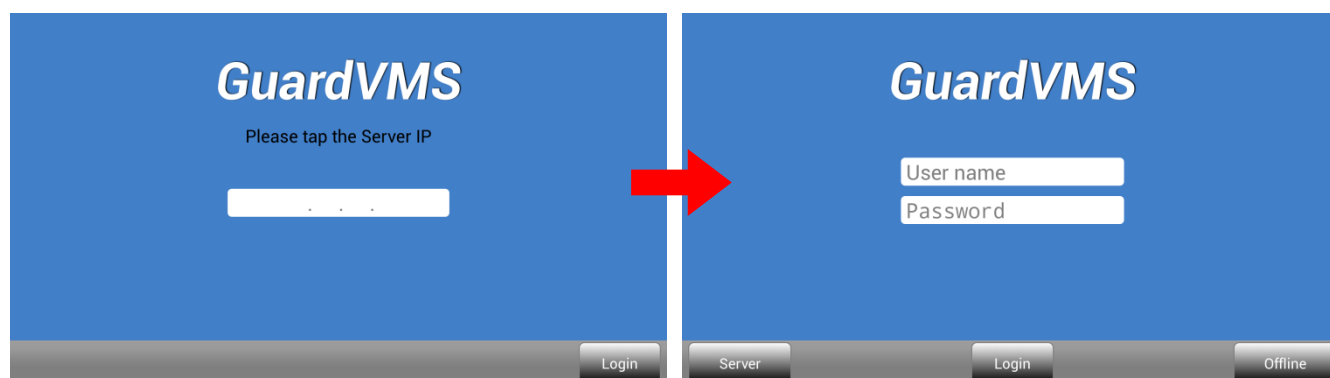 GuardVMS
Please tap the Server IP
. . .
Login
GuardVMS
User name
Password
Server
Login
Offline